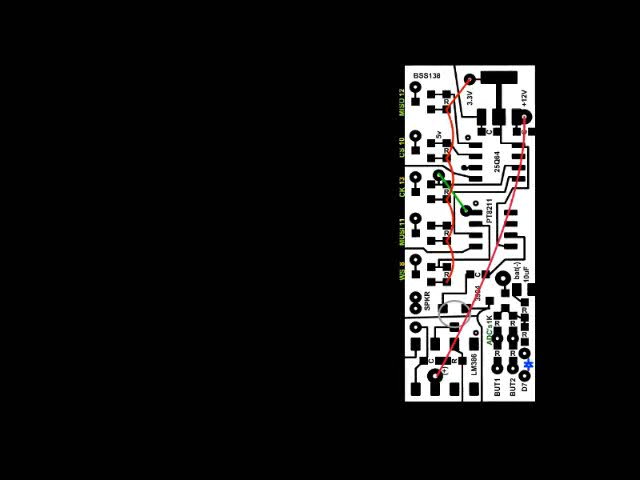 BSS138
MISO 12
3.3V
+12V
R
C
C
CS 10
5v
R
25Q64
CK 13
R
R
PT8211
MOSI 11
R
WS 9
R
R
C
bat(-)
10uF
SPKR
3904
R
ADC's 1K
R
R
R
R
R
R
C
R
(+)
LM386
BUT1
BUT2
D7